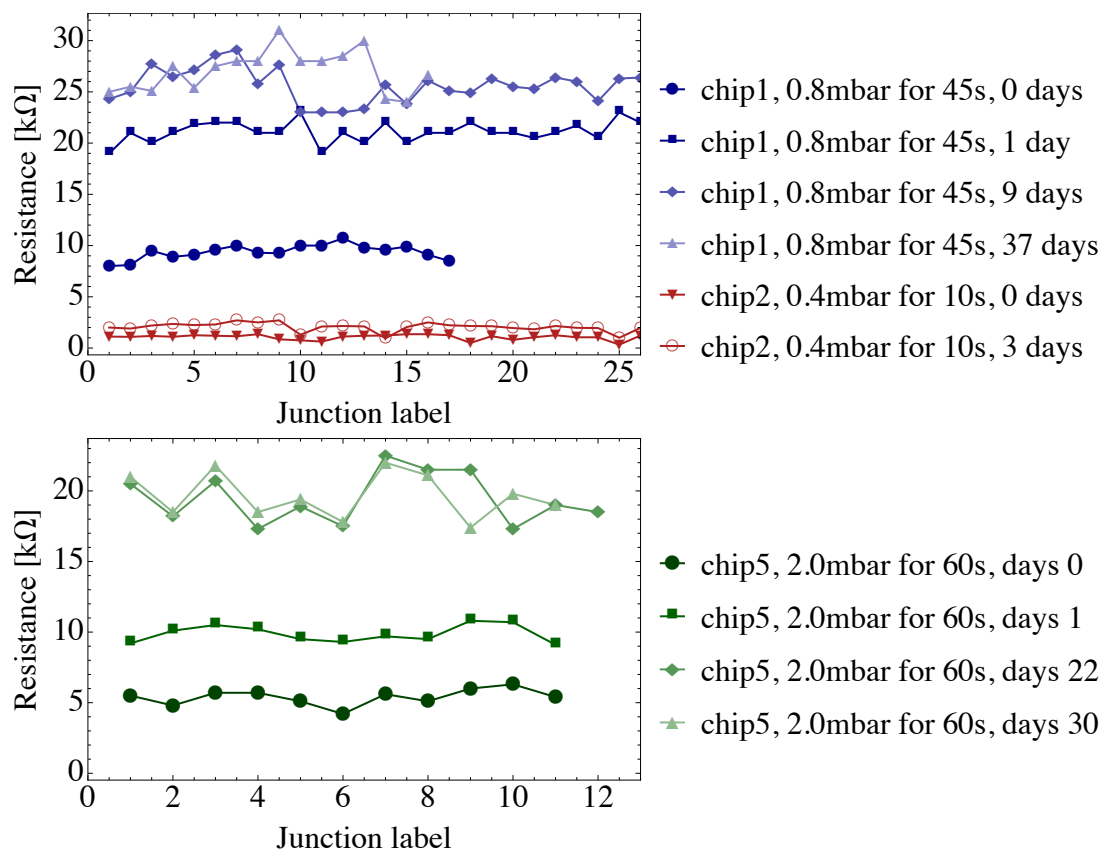 30
25
20
15
10
5
0
Resistance [kΩ]
0 5 10 15 20 25
Junction label
chip1, 0.8mbar for 45s, 0 days
chip1, 0.8mbar for 45s, 1 day
chip1, 0.8mbar for 45s, 9 days
chip1, 0.8mbar for 45s, 37 days
chip2, 0.4mbar for 10s, 0 days
chip2, 0.4mbar for 10s, 3 days
20
15
10
5
0
Resistance [kΩ]
0 2 4 6 8 10 12
Junction label
chip5, 2.0mbar for 60s, days 0
chip5, 2.0mbar for 60s, days 1
chip5, 2.0mbar for 60s, days 22
chip5, 2.0mbar for 60s, days 30